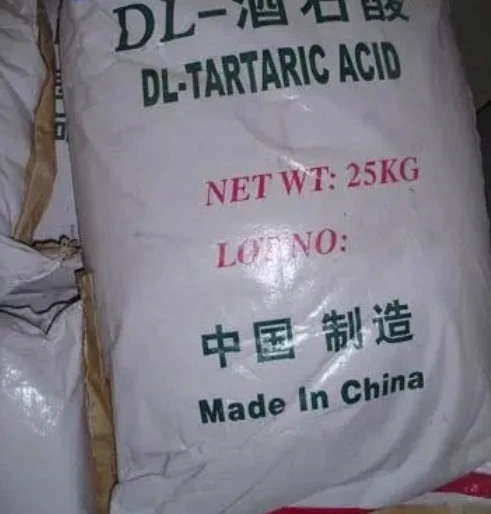 DL-酒石酸
DL-TARTARIC ACID
NET WT: 25KG
LOT NO:
中国 制造
Made In China